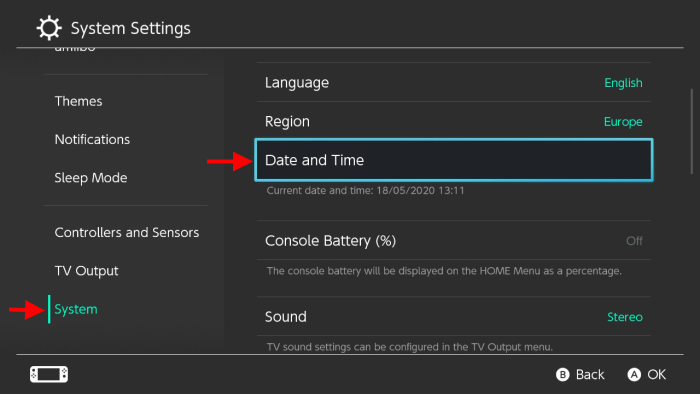 System Settings
amiibo
Themes
Notifications
Sleep Mode
Controllers and Sensors
TV Output
System
Language English
Region Europe
Date and Time
Current date and time: 18/05/2020 13:11
Console Battery (%) Off
The console battery will be displayed on the HOME Menu as a percentage.
Sound Stereo
TV sound settings can be configured in the TV Output menu.
B Back A OK